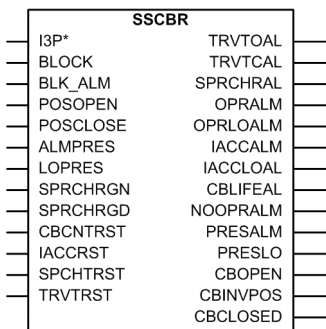 SSCBR
I3P* TRVTOAL
BLOCK TRVTCAL
BLK_ALM SPRCHRAL
POSOPEN OPRALM
POSCLOSE OPRLOALM
ALMPRES IACCALM
LOPRES IACCLOAL
SPRCHRGN CBLIFEAL
SPRCHRGD NOOPRALM
CBCNTRST PRESALM
IACCRST PRESLO
SPCHTRST CBOPEN
TRVTRST CBINVPOS
CBCLOSED